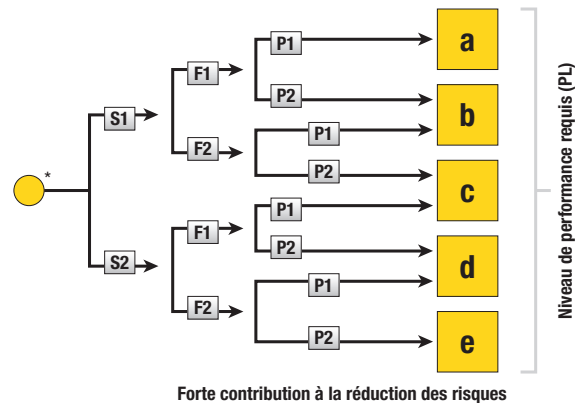 P1
a
F1
P2
b
S1
P1
F2
P2
c
*
P1
F1
P2
d
S2
P1
F2
P2
e
Niveau de performance requis (PL)
Forte contribution à la réduction des risques